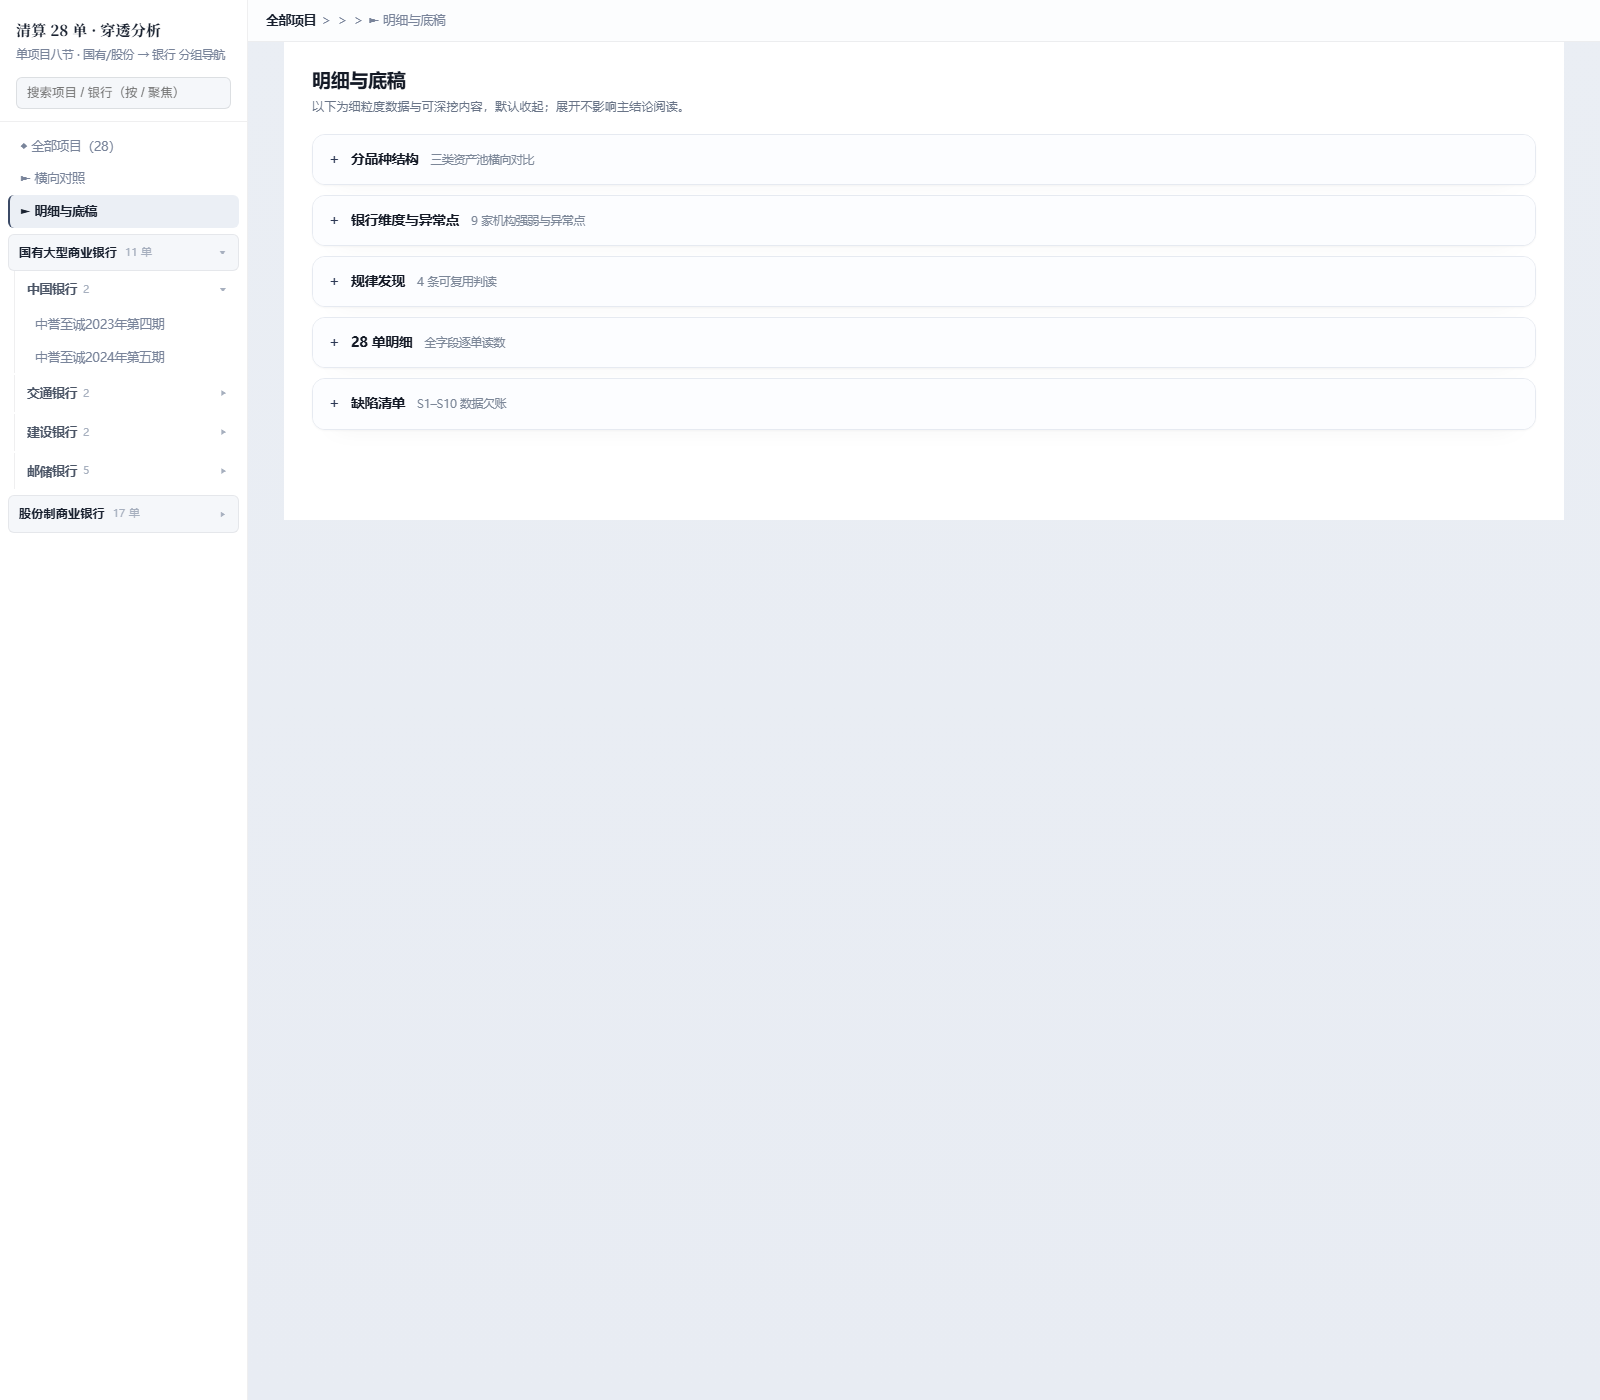 清算 28 单 · 穿透分析
单项目八节 · 国有/股份 → 银行 分组导航
搜索项目 / 银行（按 / 聚焦）
◆ 全部项目（28）
► 横向对照
► 明细与底稿
国有大型商业银行 11 单 ▾
中国银行 2 ▾
中誉至诚2023年第四期
中誉至诚2024年第五期
交通银行 2 ▸
建设银行 2 ▸
邮储银行 5 ▸
股份制商业银行 17 单 ▸
全部项目 > > > ► 明细与底稿
明细与底稿
以下为细粒度数据与可深挖内容，默认收起；展开不影响主结论阅读。
+ 分品种结构 三类资产池横向对比
+ 银行维度与异常点 9 家机构强弱与异常点
+ 规律发现 4 条可复用判读
+ 28 单明细 全字段逐单读数
+ 缺陷清单 S1–S10 数据欠账